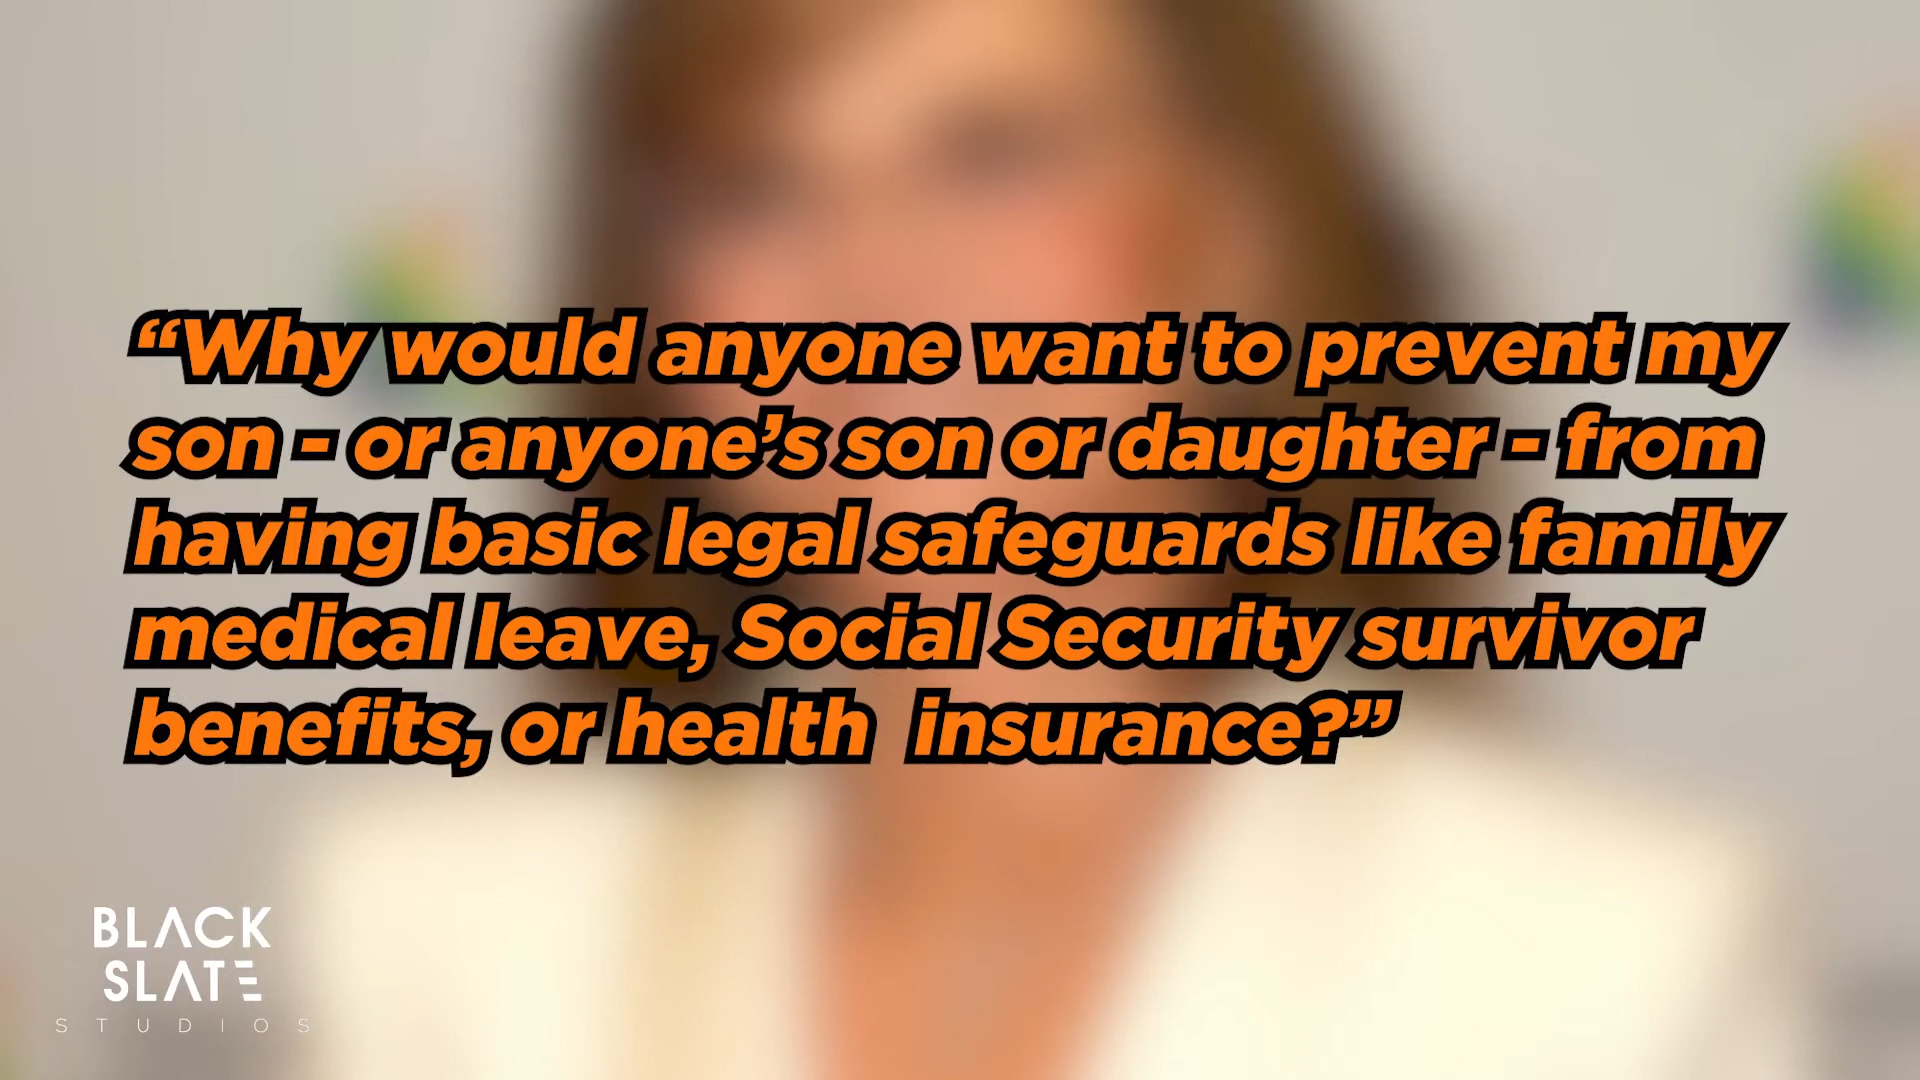 “Why would anyone want to prevent my
son - or anyone’s son or daughter - from
having basic legal safeguards like family
medical leave, Social Security survivor
benefits, or health  insurance?”
BLACK
SLATE
STUDIOS